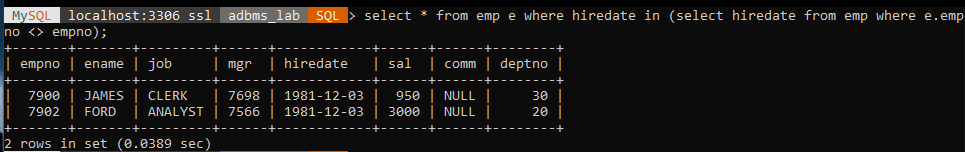 MySQL localhost:3306 ssl adbms_lab SQL > select * from emp e where hiredate in (select hiredate from emp where e.emp
no <> empno);
+-------+-------+---------+------+------------+------+------+--------+
| empno | ename | job     | mgr  | hiredate   | sal  | comm | deptno |
+-------+-------+---------+------+------------+------+------+--------+
|  7900 | JAMES | CLERK   | 7698 | 1981-12-03 |  950 | NULL |     30 |
|  7902 | FORD  | ANALYST | 7566 | 1981-12-03 | 3000 | NULL |     20 |
+-------+-------+---------+------+------------+------+------+--------+
2 rows in set (0.0389 sec)